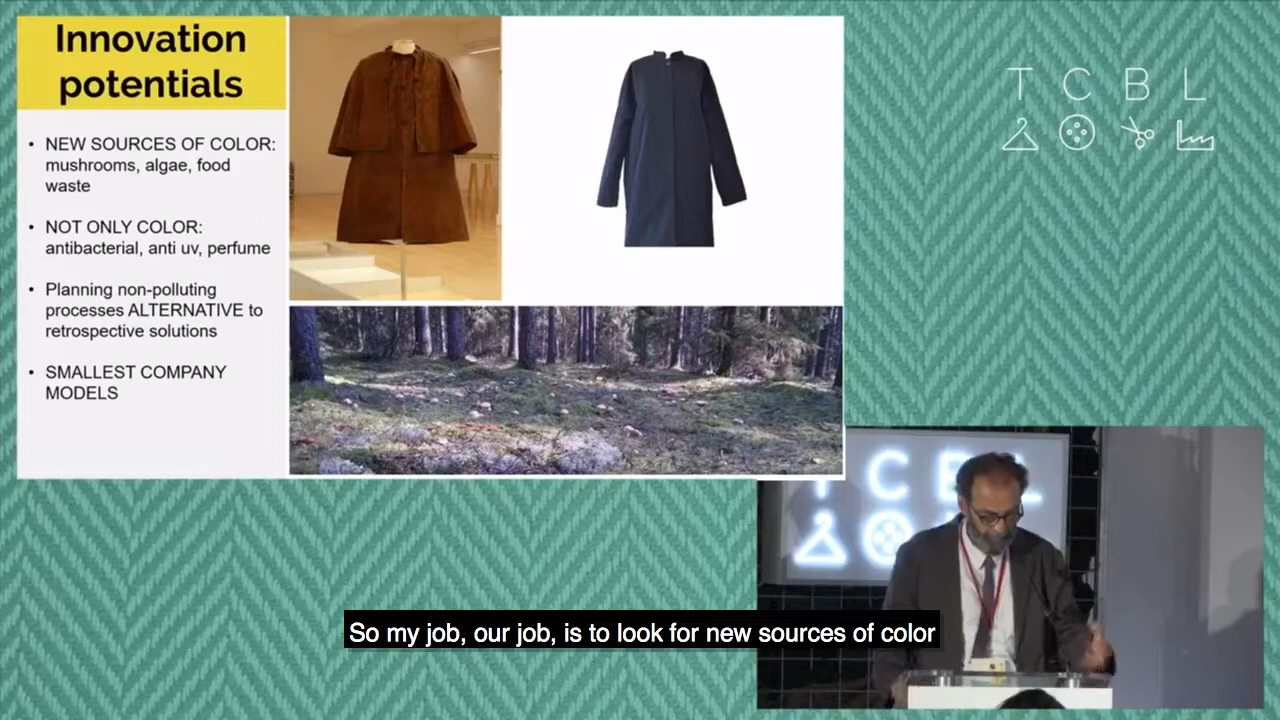 Innovation
potentials
• NEW SOURCES OF COLOR:
mushrooms, algae, food
waste
• NOT ONLY COLOR:
antibacterial, anti uv, perfume
• Planning non-polluting
processes ALTERNATIVE to
retrospective solutions
• SMALLEST COMPANY
MODELS
T C B L
T C B L
So my job, our job, is to look for new sources of color